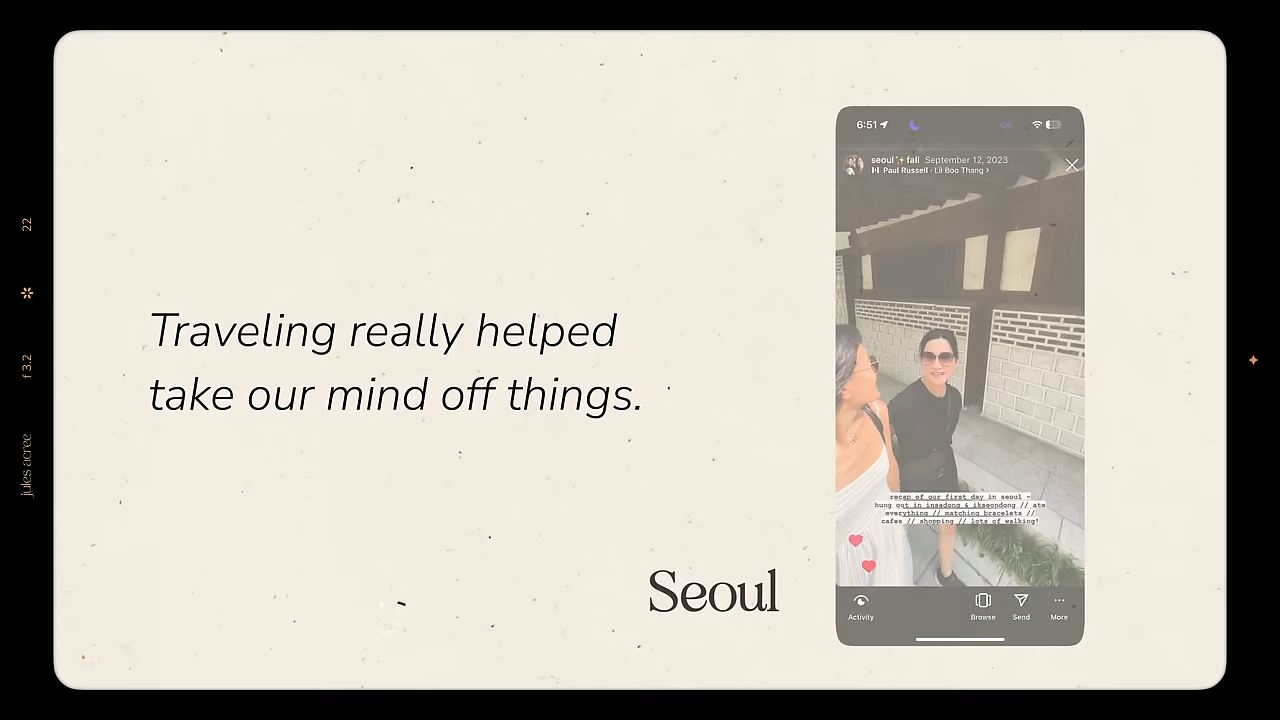 22
f 3.2
jules acree
Traveling really helped
take our mind off things.
Seoul
6:51
On
seoul ✨ fall September 12, 2023
Paul Russell · Lil Boo Thang ›
recap of our first day in seoul ~
hung out in insadong & ikseondong // ate
everything // matching bracelets //
cafes // shopping // lots of walking!
Activity
Browse
Send
More